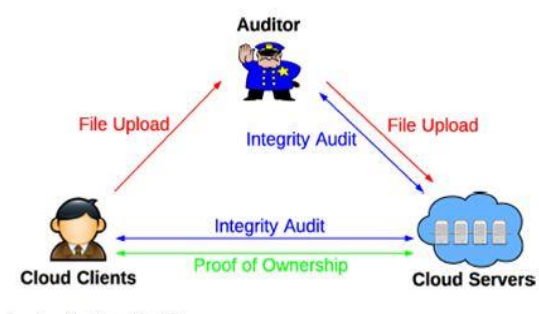 Auditor
File Upload
File Upload
Integrity Audit
Integrity Audit
Proof of Ownership
Cloud Clients
Cloud Servers